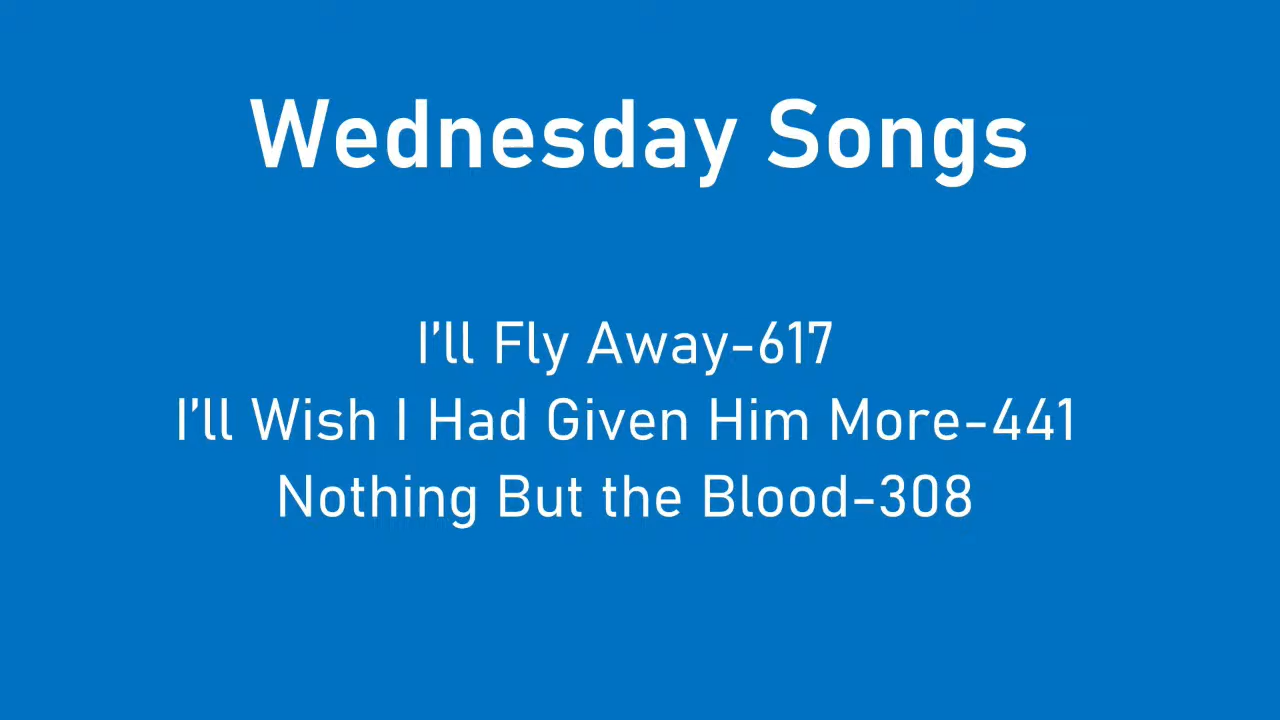 Wednesday Songs
I’ll Fly Away-617
I’ll Wish I Had Given Him More-441
Nothing But the Blood-308